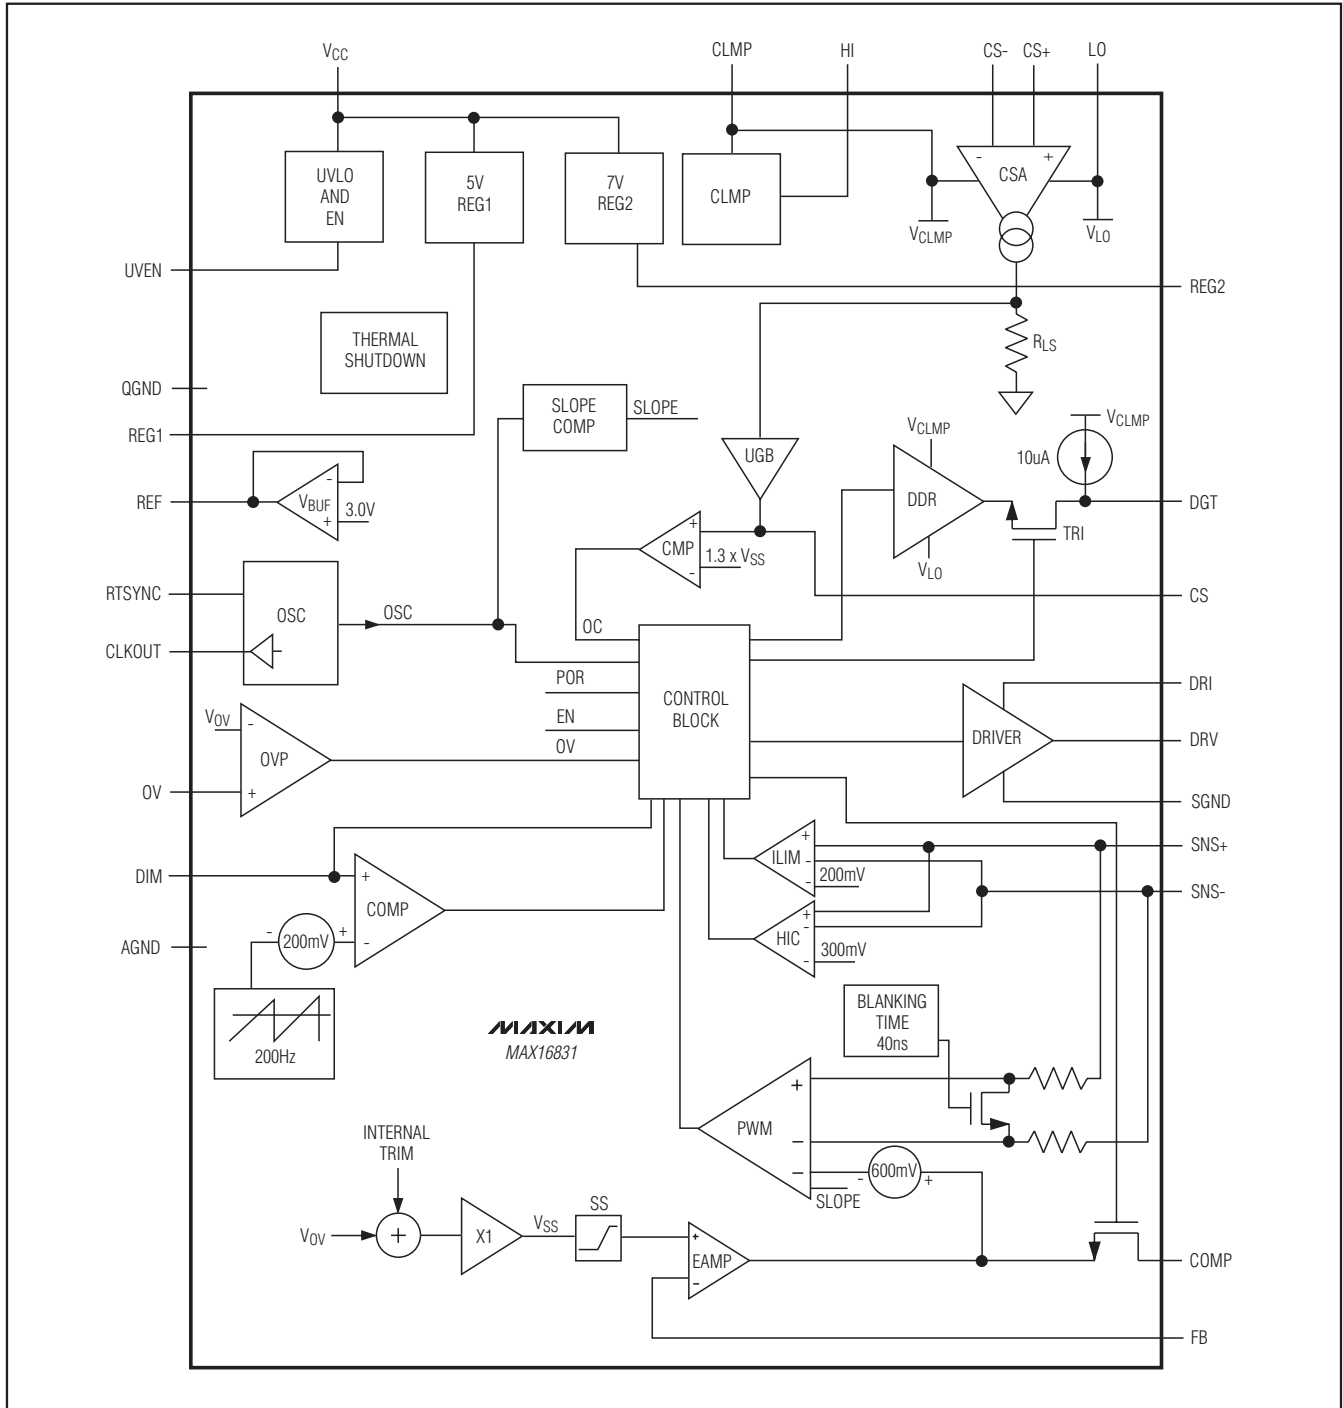 VCC
CLMP
HI
CS-
CS+
LO
UVLO
AND
EN
5V
REG1
7V
REG2
CLMP
-
+
CSA
VCLMP
VLO
UVEN
REG2
THERMAL
SHUTDOWN
RLS
QGND
SLOPE
COMP
SLOPE
REG1
VCLMP
VCLMP
UGB
10uA
REF
-
VBUF
+
3.0V
DDR
DGT
TRI
+
CMP
-
1.3 x VSS
VLO
RTSYNC
OSC
OSC
CS
CLKOUT
OC
POR
EN
OV
CONTROL
BLOCK
DRI
VOV
-
OVP
+
DRIVER
DRV
OV
SGND
+
ILIM
-
-
200mV
SNS+
DIM
+
COMP
-
SNS-
- 200mV +
+
HIC
-
-
300mV
AGND
200Hz
MAXIM
MAX16831
BLANKING
TIME
40ns
+
PWM
−
−
INTERNAL
TRIM
- 600mV +
SLOPE
VOV
+
X1
VSS
SS
+
EAMP
−
COMP
FB